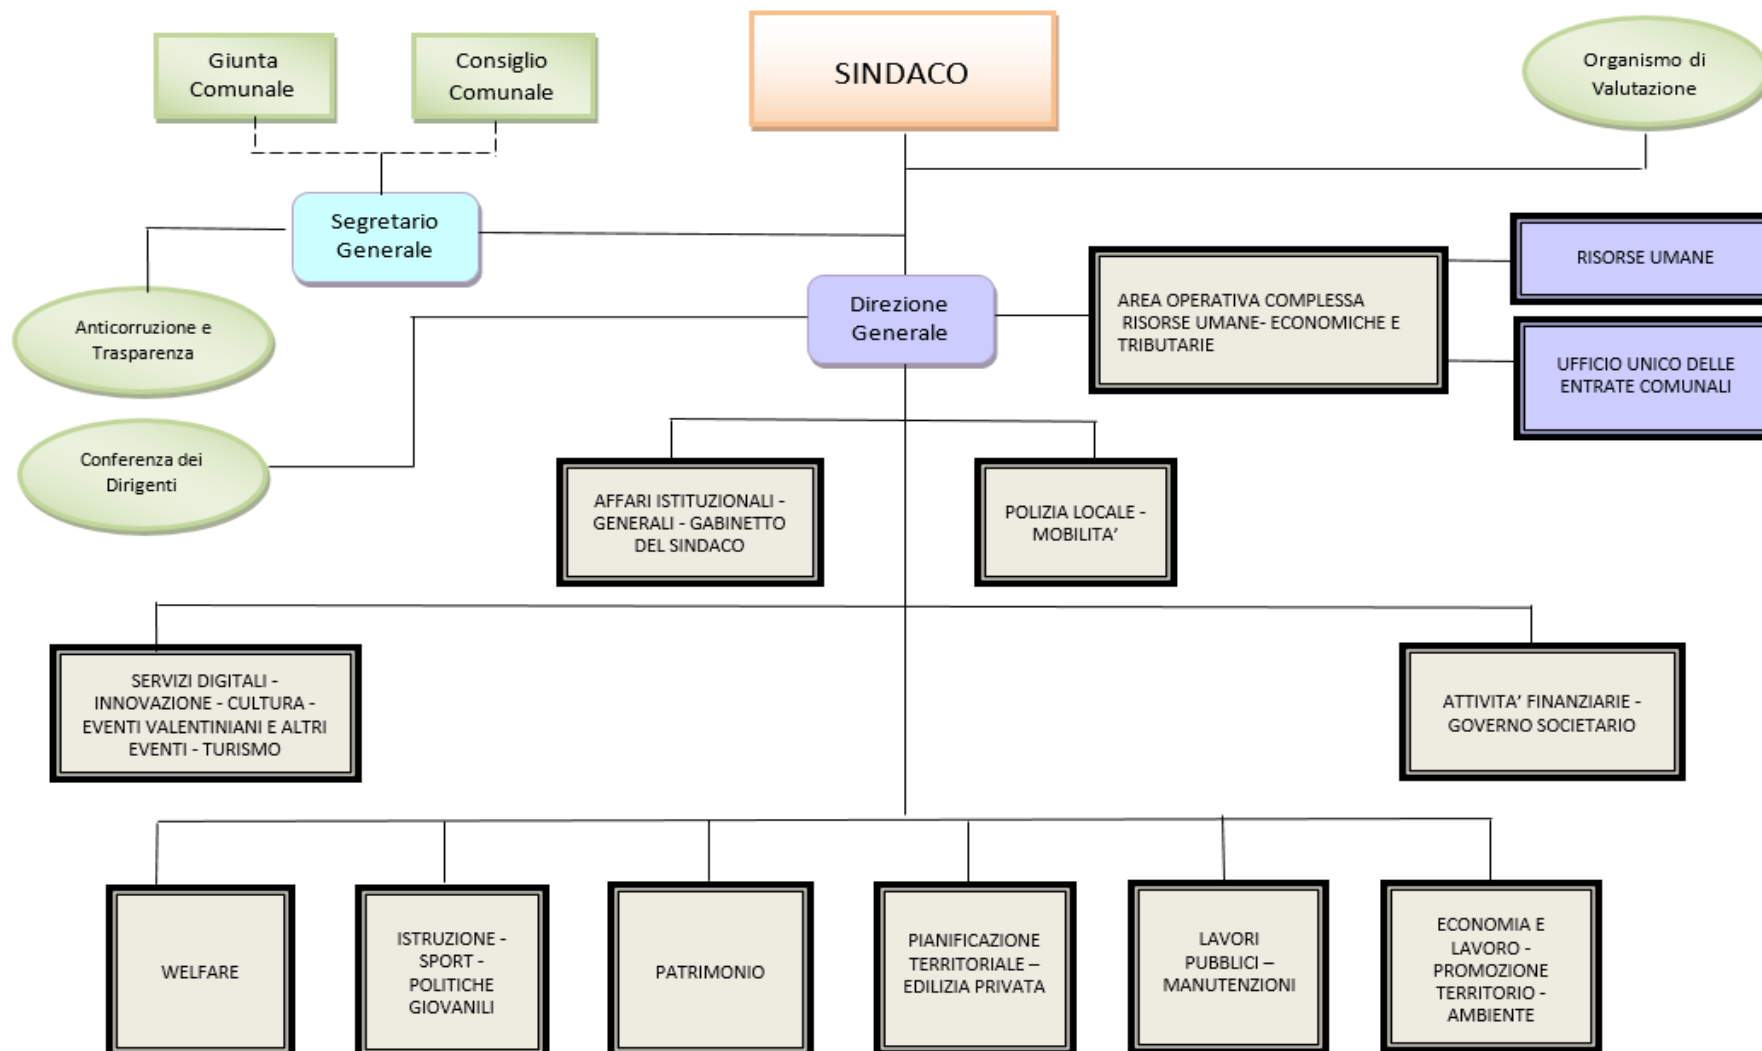 Giunta
Comunale
Consiglio
Comunale
SINDACO
Organismo di
Valutazione
Segretario
Generale
RISORSE UMANE
Direzione
Generale
AREA OPERATIVA COMPLESSA
RISORSE UMANE- ECONOMICHE E
TRIBUTARIE
Anticorruzione e
Trasparenza
UFFICIO UNICO DELLE
ENTRATE COMUNALI
Conferenza dei
Dirigenti
AFFARI ISTITUZIONALI -
GENERALI - GABINETTO
DEL SINDACO
POLIZIA LOCALE -
MOBILITA’
SERVIZI DIGITALI -
INNOVAZIONE - CULTURA -
EVENTI VALENTINIANI E ALTRI
EVENTI - TURISMO
ATTIVITA’ FINANZIARIE -
GOVERNO SOCIETARIO
WELFARE
ISTRUZIONE -
SPORT -
POLITICHE
GIOVANILI
PATRIMONIO
PIANIFICAZIONE
TERRITORIALE –
EDILIZIA PRIVATA
LAVORI
PUBBLICI –
MANUTENZIONI
ECONOMIA E
LAVORO -
PROMOZIONE
TERRITORIO -
AMBIENTE